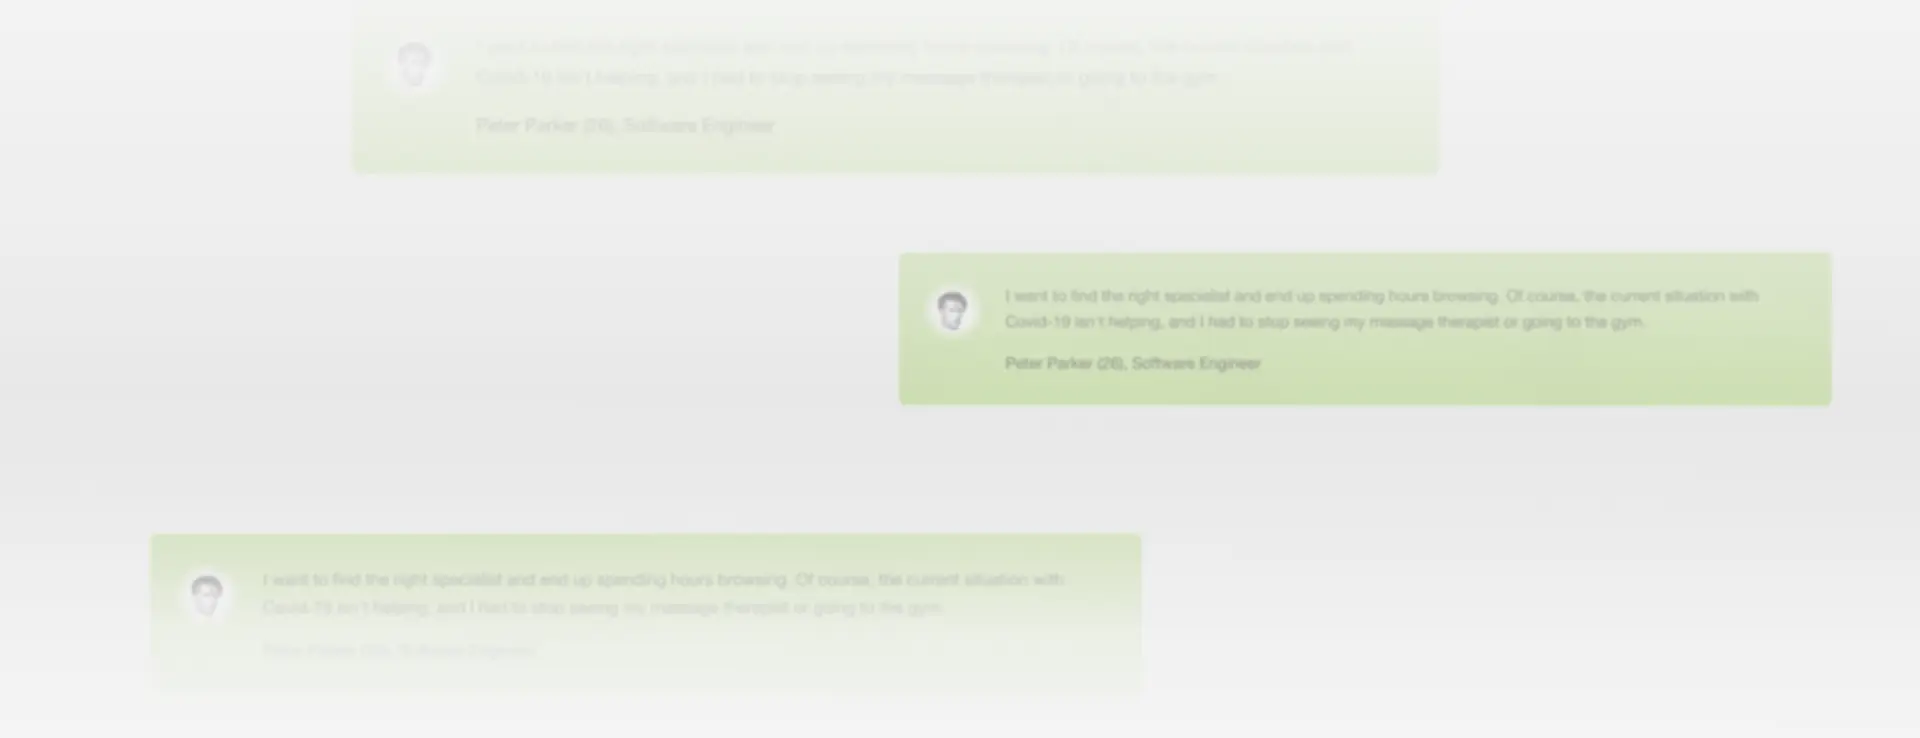 I want to find the right specialist and end up spending hours browsing. Of course, the current situation with
Covid-19 isn't helping, and I had to stop seeing my massage therapist or going to the gym.
Peter Parker (26), Software Engineer
I want to find the right specialist and end up spending hours browsing. Of course, the current situation with
Covid-19 isn't helping, and I had to stop seeing my massage therapist or going to the gym.
Peter Parker (26), Software Engineer
I want to find the right specialist and end up spending hours browsing. Of course, the current situation with
Covid-19 isn't helping, and I had to stop seeing my massage therapist or going to the gym.
Peter Parker (26), Software Engineer